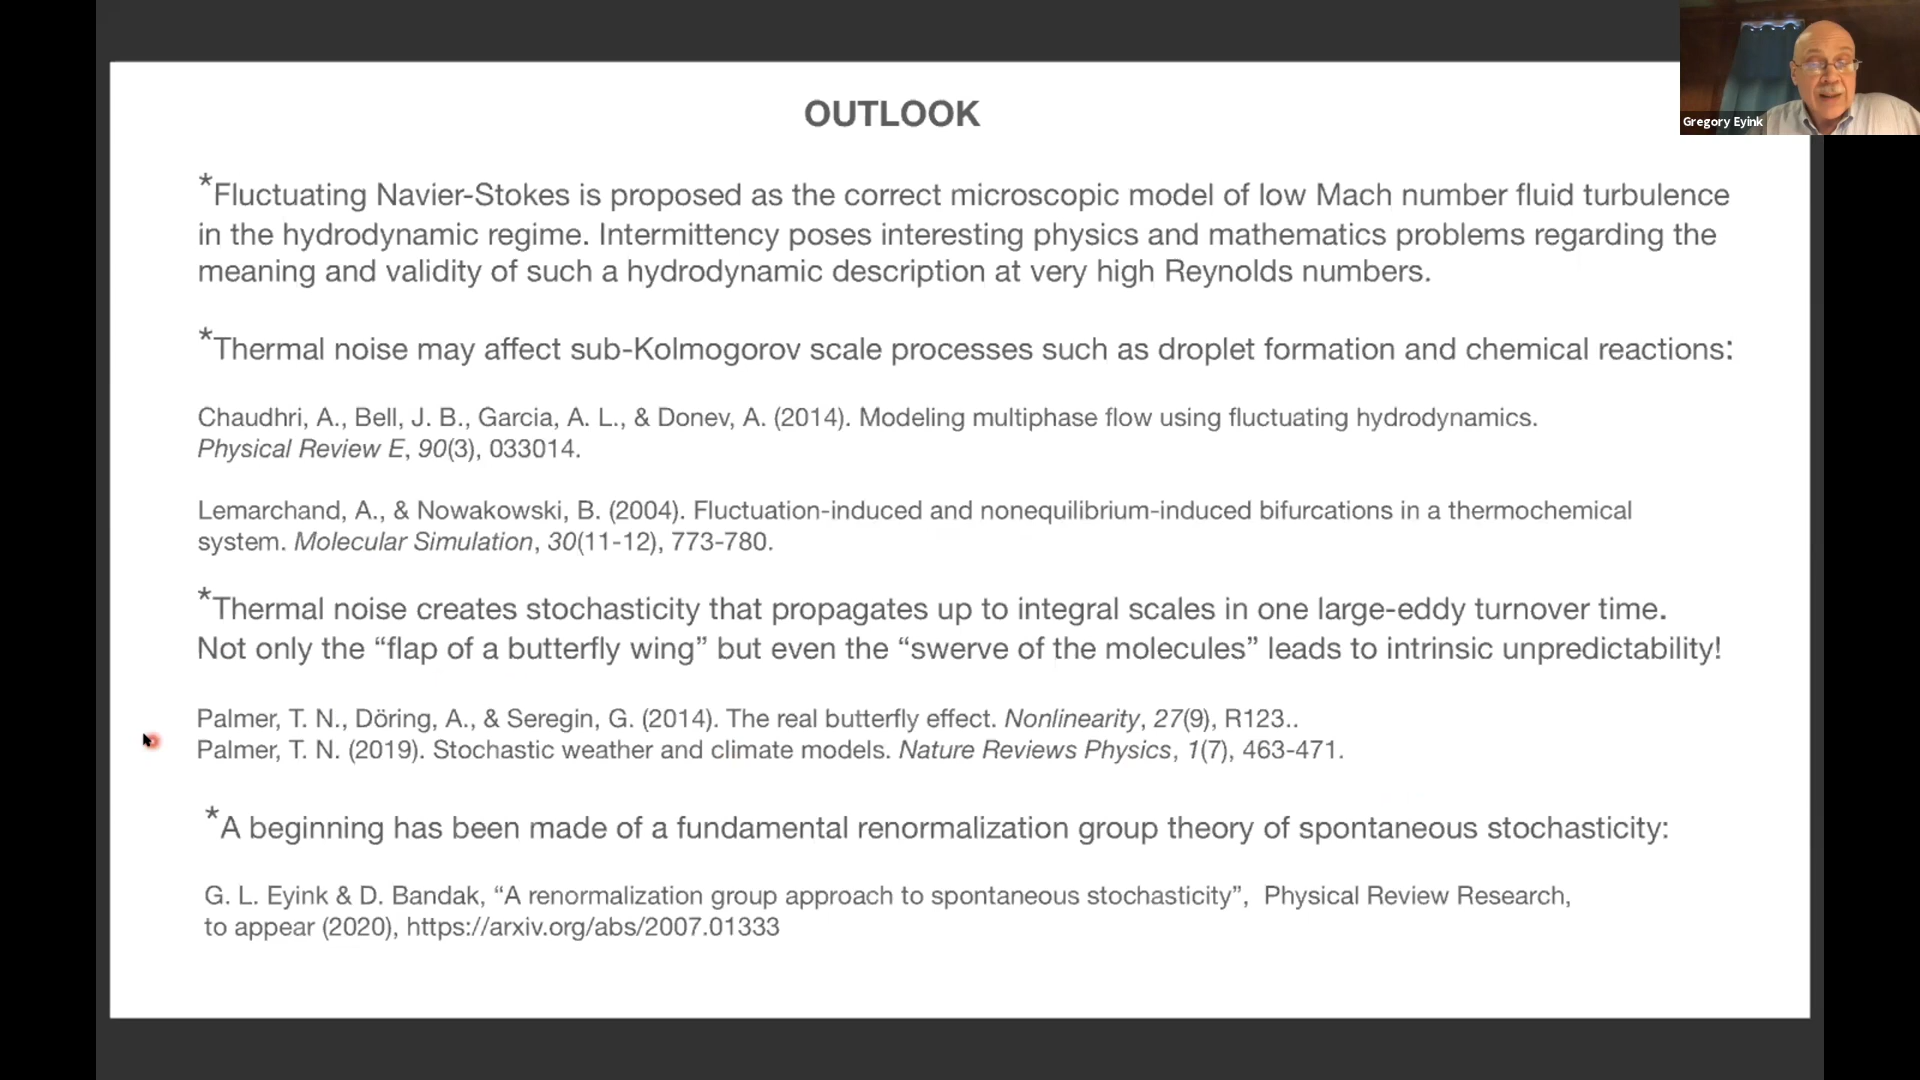 OUTLOOK
Gregory Eyink
*Fluctuating Navier-Stokes is proposed as the correct microscopic model of low Mach number fluid turbulence
in the hydrodynamic regime. Intermittency poses interesting physics and mathematics problems regarding the
meaning and validity of such a hydrodynamic description at very high Reynolds numbers.
*Thermal noise may affect sub-Kolmogorov scale processes such as droplet formation and chemical reactions:
Chaudhri, A., Bell, J. B., Garcia, A. L., & Donev, A. (2014). Modeling multiphase flow using fluctuating hydrodynamics.
Physical Review E, 90(3), 033014.
Lemarchand, A., & Nowakowski, B. (2004). Fluctuation-induced and nonequilibrium-induced bifurcations in a thermochemical
system. Molecular Simulation, 30(11-12), 773-780.
*Thermal noise creates stochasticity that propagates up to integral scales in one large-eddy turnover time.
Not only the “flap of a butterfly wing” but even the “swerve of the molecules” leads to intrinsic unpredictability!
Palmer, T. N., Döring, A., & Seregin, G. (2014). The real butterfly effect. Nonlinearity, 27(9), R123..
Palmer, T. N. (2019). Stochastic weather and climate models. Nature Reviews Physics, 1(7), 463-471.
*A beginning has been made of a fundamental renormalization group theory of spontaneous stochasticity:
G. L. Eyink & D. Bandak, “A renormalization group approach to spontaneous stochasticity”, Physical Review Research,
to appear (2020), https://arxiv.org/abs/2007.01333